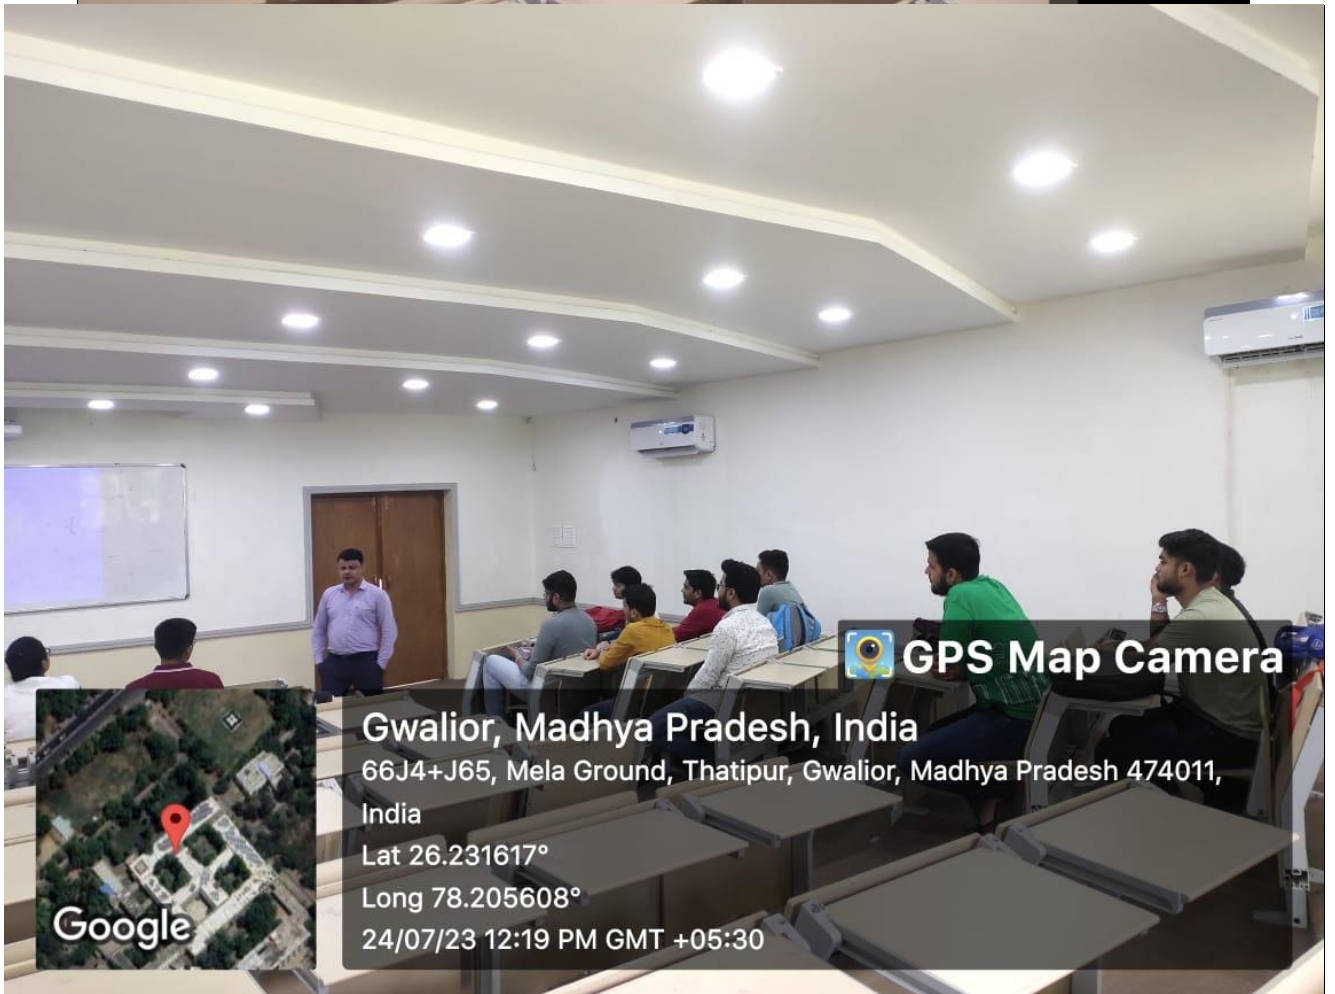 GPS Map Camera
Gwalior, Madhya Pradesh, India
66J4+J65, Mela Ground, Thatipur, Gwalior, Madhya Pradesh 474011,
India
Lat 26.231617°
Long 78.205608°
24/07/23 12:19 PM GMT +05:30
Google